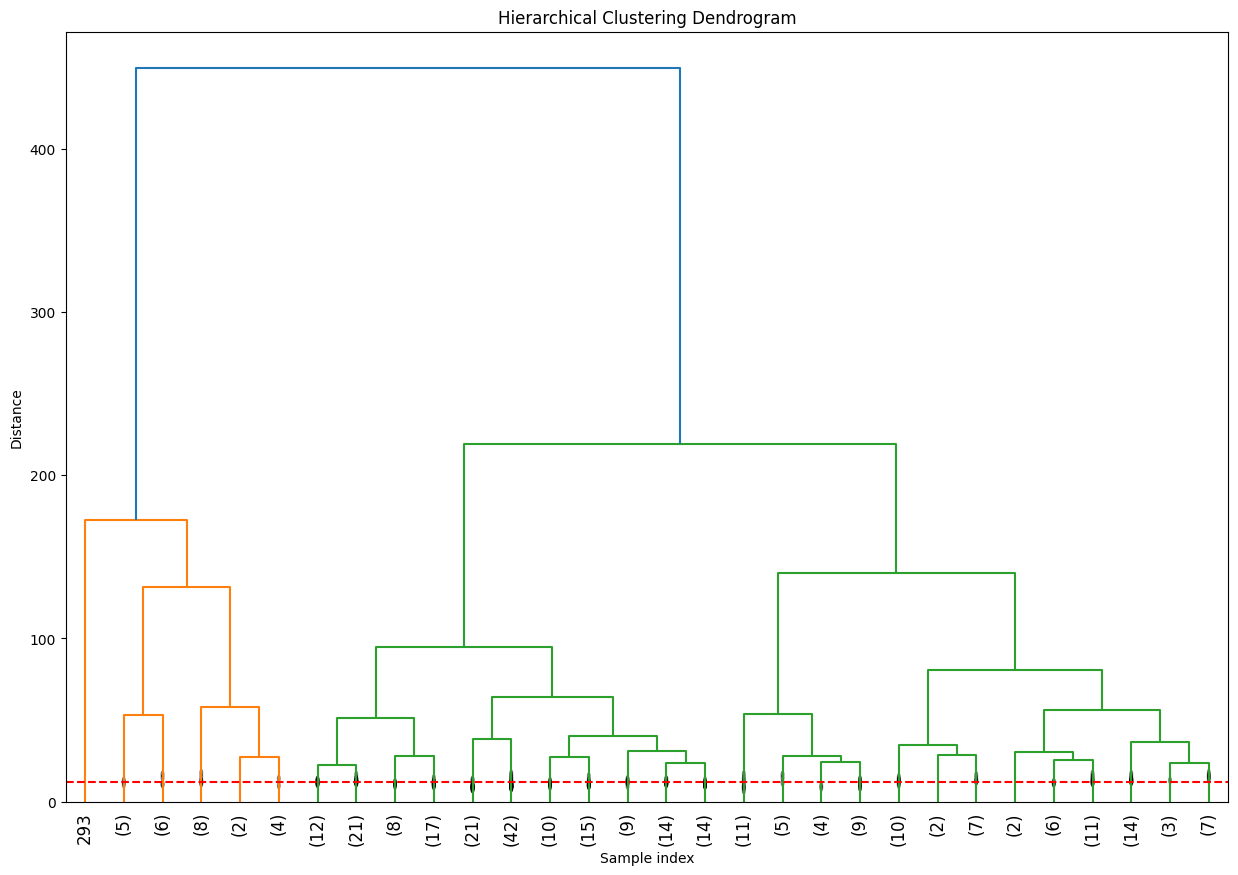 Hierarchical Clustering Dendrogram
Distance
400
300
200
100
0
293 (5) (6) (8) (2) (4) (12) (21) (8) (17) (21) (42) (10) (15) (9) (14) (14) (11) (5) (4) (9) (10) (2) (7) (2) (6) (11) (14) (3) (7)
Sample index